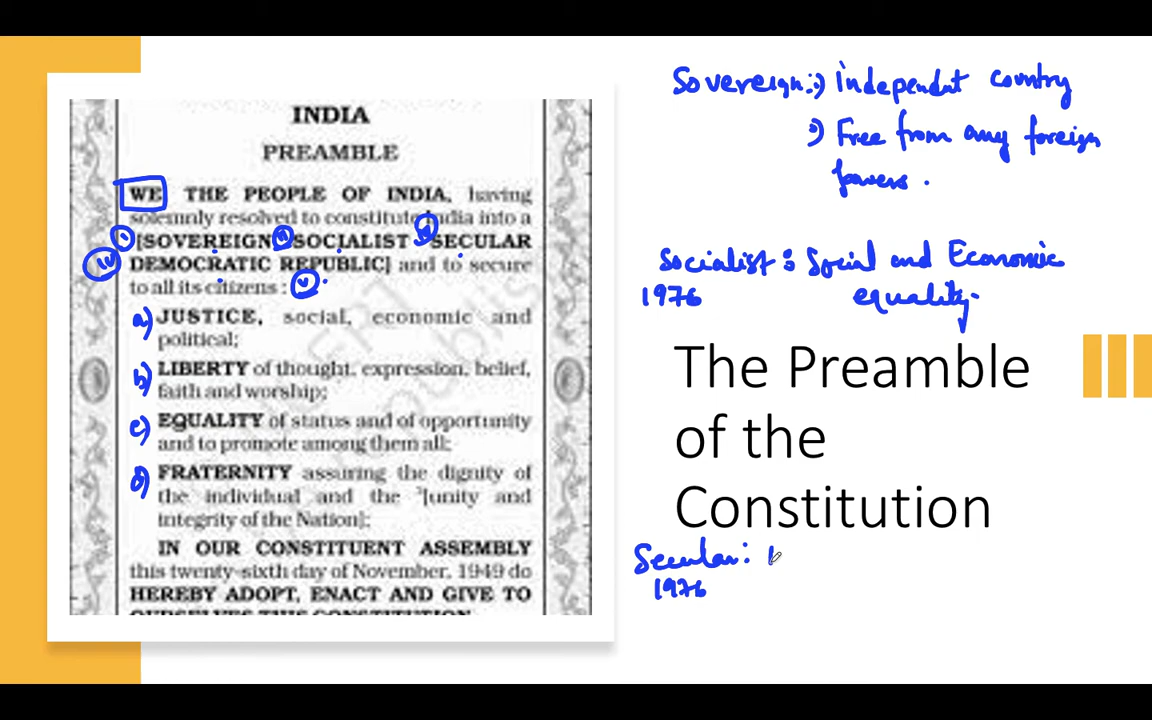 INDIA
PREAMBLE
WE THE PEOPLE OF INDIA, having
solemnly resolved to constitute India into a
[SOVEREIGN SOCIALIST SECULAR
DEMOCRATIC REPUBLIC] and to secure
to all its citizens :
a) JUSTICE, social, economic and
political;
b) LIBERTY of thought, expression, belief,
faith and worship;
c) EQUALITY of status and of opportunity
and to promote among them all;
d) FRATERNITY assuring the dignity of
the individual and the [unity and
integrity of the Nation];
IN OUR CONSTITUENT ASSEMBLY
this twenty-sixth day of November, 1949 do
HEREBY ADOPT, ENACT AND GIVE TO
OURSELVES THIS CONSTITUTION
Sovereign: 1) Independent country
2) Free from any foreign
powers.
Socialist: Social and Economic
1976 equality.
The Preamble
of the
Constitution
Secular:
1976